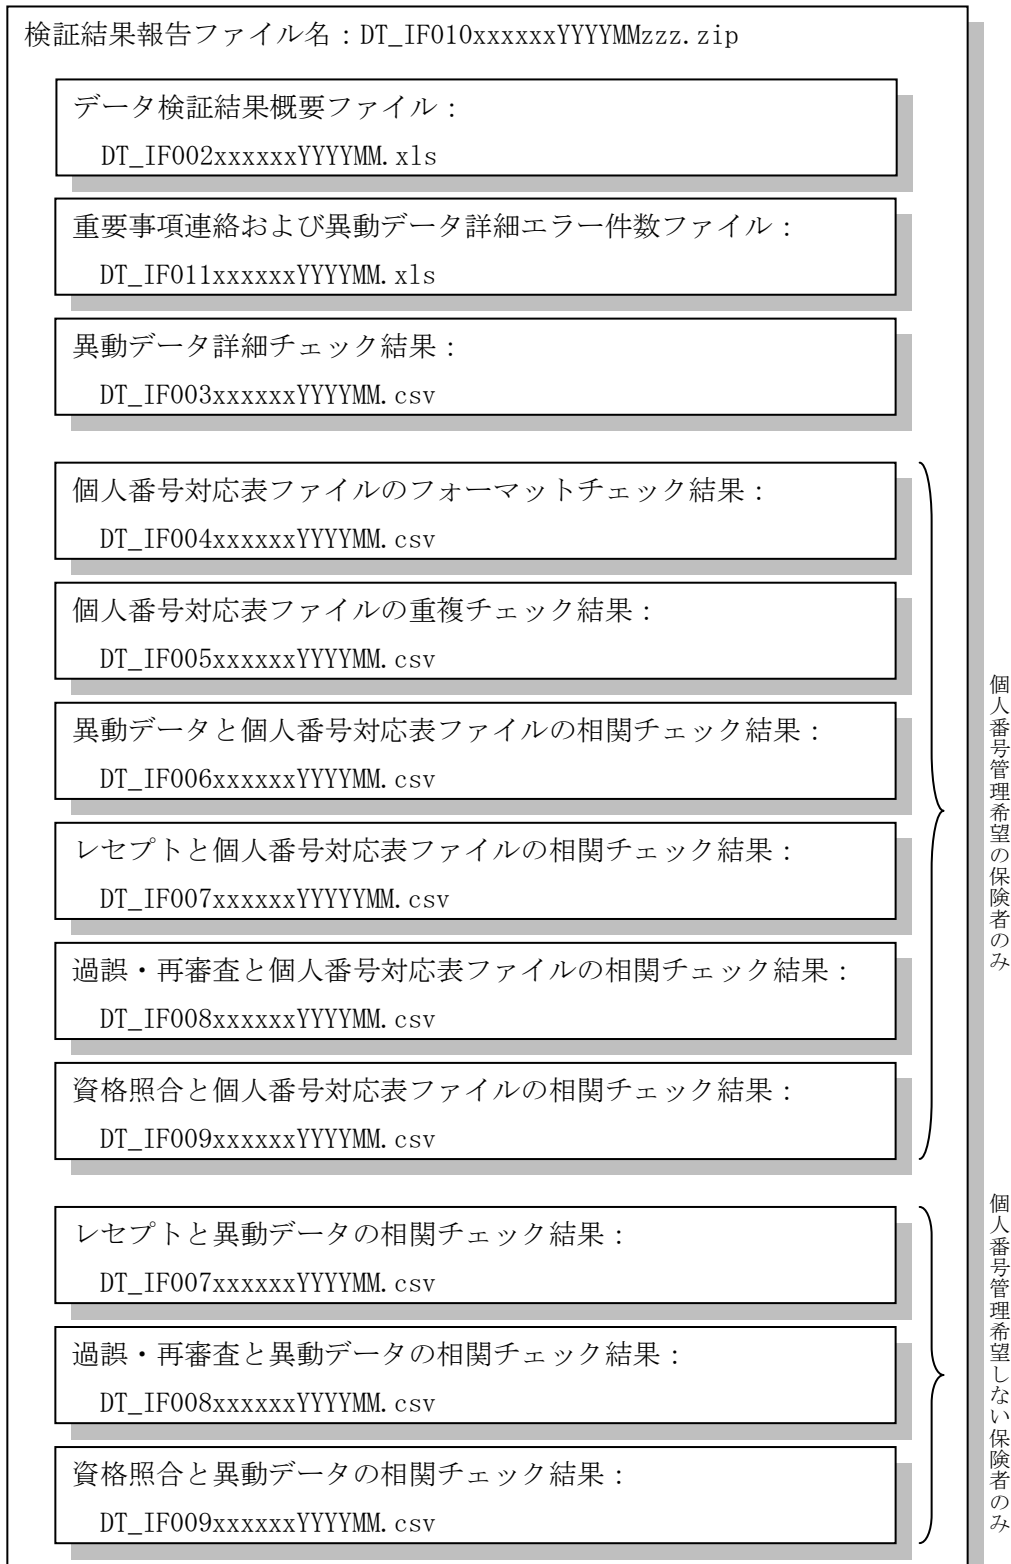 検証結果報告ファイル名：DT_IF010xxxxxxYYYYMMzzz.zip
データ検証結果概要ファイル：
DT_IF002xxxxxxYYYYMM.xls
重要事項連絡および異動データ詳細エラー件数ファイル：
DT_IF011xxxxxxYYYYMM.xls
異動データ詳細チェック結果：
DT_IF003xxxxxxYYYYMM.csv
個人番号対応表ファイルのフォーマットチェック結果：
DT_IF004xxxxxxYYYYMM.csv
個人番号対応表ファイルの重複チェック結果：
DT_IF005xxxxxxYYYYMM.csv
異動データと個人番号対応表ファイルの相関チェック結果：
DT_IF006xxxxxxYYYYMM.csv
レセプトと個人番号対応表ファイルの相関チェック結果：
DT_IF007xxxxxxYYYYYMM.csv
過誤・再審査と個人番号対応表ファイルの相関チェック結果：
DT_IF008xxxxxxYYYYMM.csv
資格照合と個人番号対応表ファイルの相関チェック結果：
DT_IF009xxxxxxYYYYMM.csv
個人番号管理希望の保険者のみ
レセプトと異動データの相関チェック結果：
DT_IF007xxxxxxYYYYMM.csv
過誤・再審査と異動データの相関チェック結果：
DT_IF008xxxxxxYYYYMM.csv
資格照合と異動データの相関チェック結果：
DT_IF009xxxxxxYYYYMM.csv
個人番号管理希望しない保険者のみ